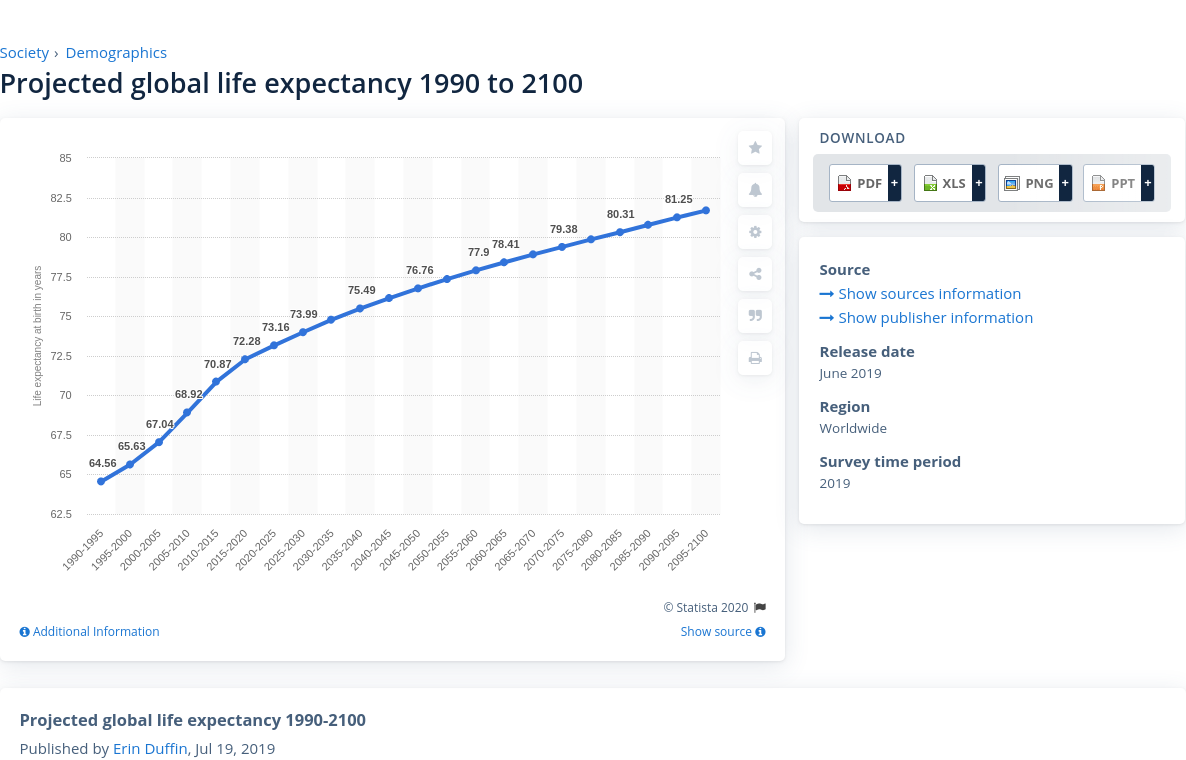 Society › Demographics
Projected global life expectancy 1990 to 2100
85
82.5
80
77.5
75
72.5
70
67.5
65
62.5
Life expectancy at birth in years
64.56
65.63
67.04
68.92
70.87
72.28
73.16
73.99
75.49
76.76
77.9
78.41
79.38
80.31
81.25
1990-1995
1995-2000
2000-2005
2005-2010
2010-2015
2015-2020
2020-2025
2025-2030
2030-2035
2035-2040
2040-2045
2045-2050
2050-2055
2055-2060
2060-2065
2065-2070
2070-2075
2075-2080
2080-2085
2085-2090
2090-2095
2095-2100
© Statista 2020
Additional Information
Show source
DOWNLOAD
PDF + XLS + PNG + PPT +
Source
Show sources information
Show publisher information
Release date
June 2019
Region
Worldwide
Survey time period
2019
Projected global life expectancy 1990-2100
Published by Erin Duffin, Jul 19, 2019